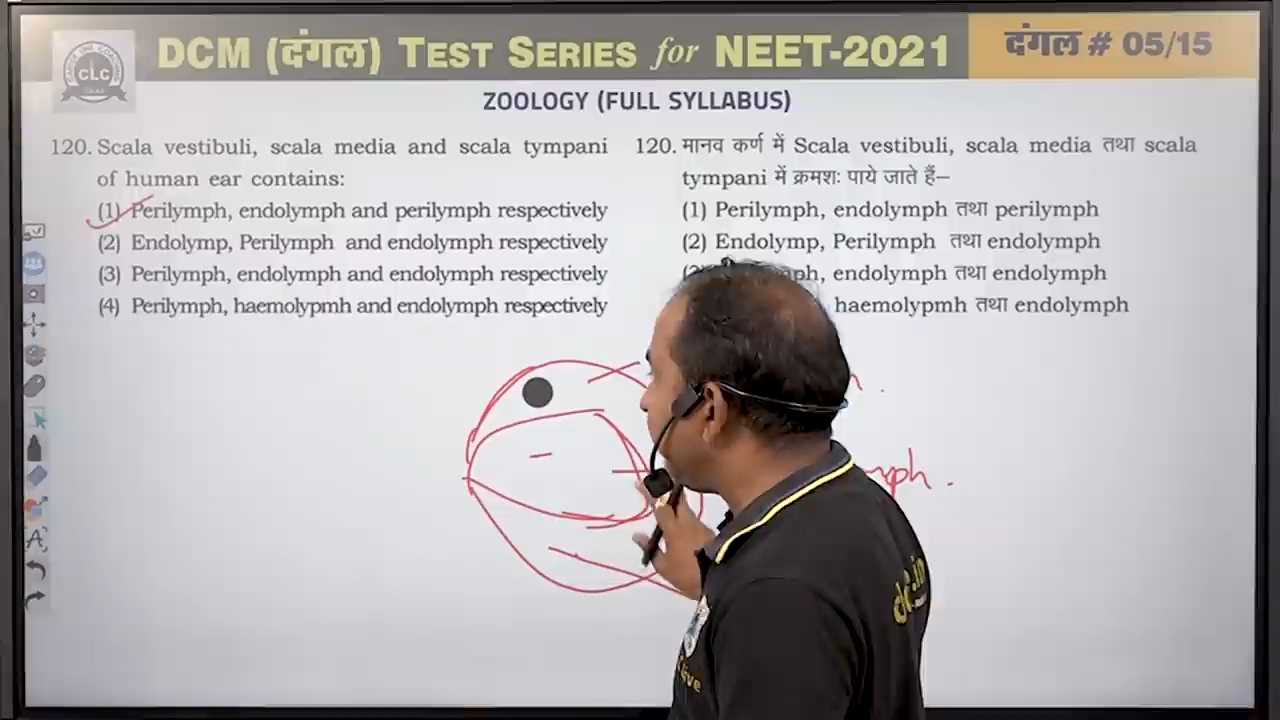 DCM (दंगल) TEST SERIES for NEET-2021
दंगल # 05/15
CLC
ZOOLOGY (FULL SYLLABUS)
120. Scala vestibuli, scala media and scala tympani
of human ear contains:
(1) Perilymph, endolymph and perilymph respectively
(2) Endolymp, Perilymph and endolymph respectively
(3) Perilymph, endolymph and endolymph respectively
(4) Perilymph, haemolypmh and endolymph respectively
120. मानव कर्ण में Scala vestibuli, scala media तथा scala
tympani में क्रमशः पाये जाते हैं–
(1) Perilymph, endolymph तथा perilymph
(2) Endolymp, Perilymph तथा endolymph
endolymph तथा endolymph
haemolypmh तथा endolymph